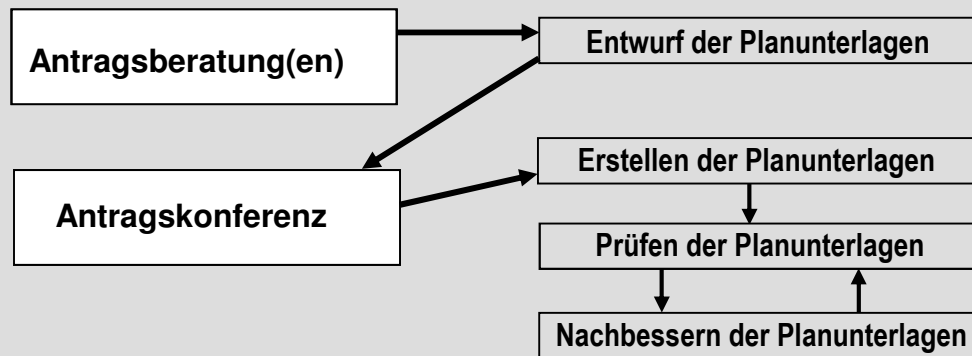 Antragsberatung(en)
Entwurf der Planunterlagen
Antragskonferenz
Erstellen der Planunterlagen
Prüfen der Planunterlagen
Nachbessern der Planunterlagen